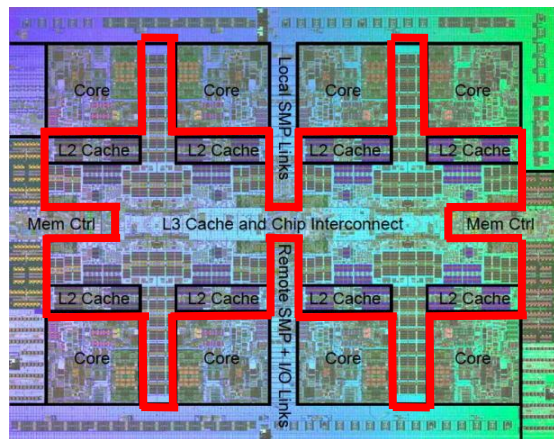 Core
Core
Local SMP Links
Core
Core
L2 Cache
L2 Cache
L2 Cache
L2 Cache
Mem Ctrl
L3 Cache and Chip Interconnect
Mem Ctrl
L2 Cache
L2 Cache
Remote SMP + I/O Links
L2 Cache
L2 Cache
Core
Core
Core
Core